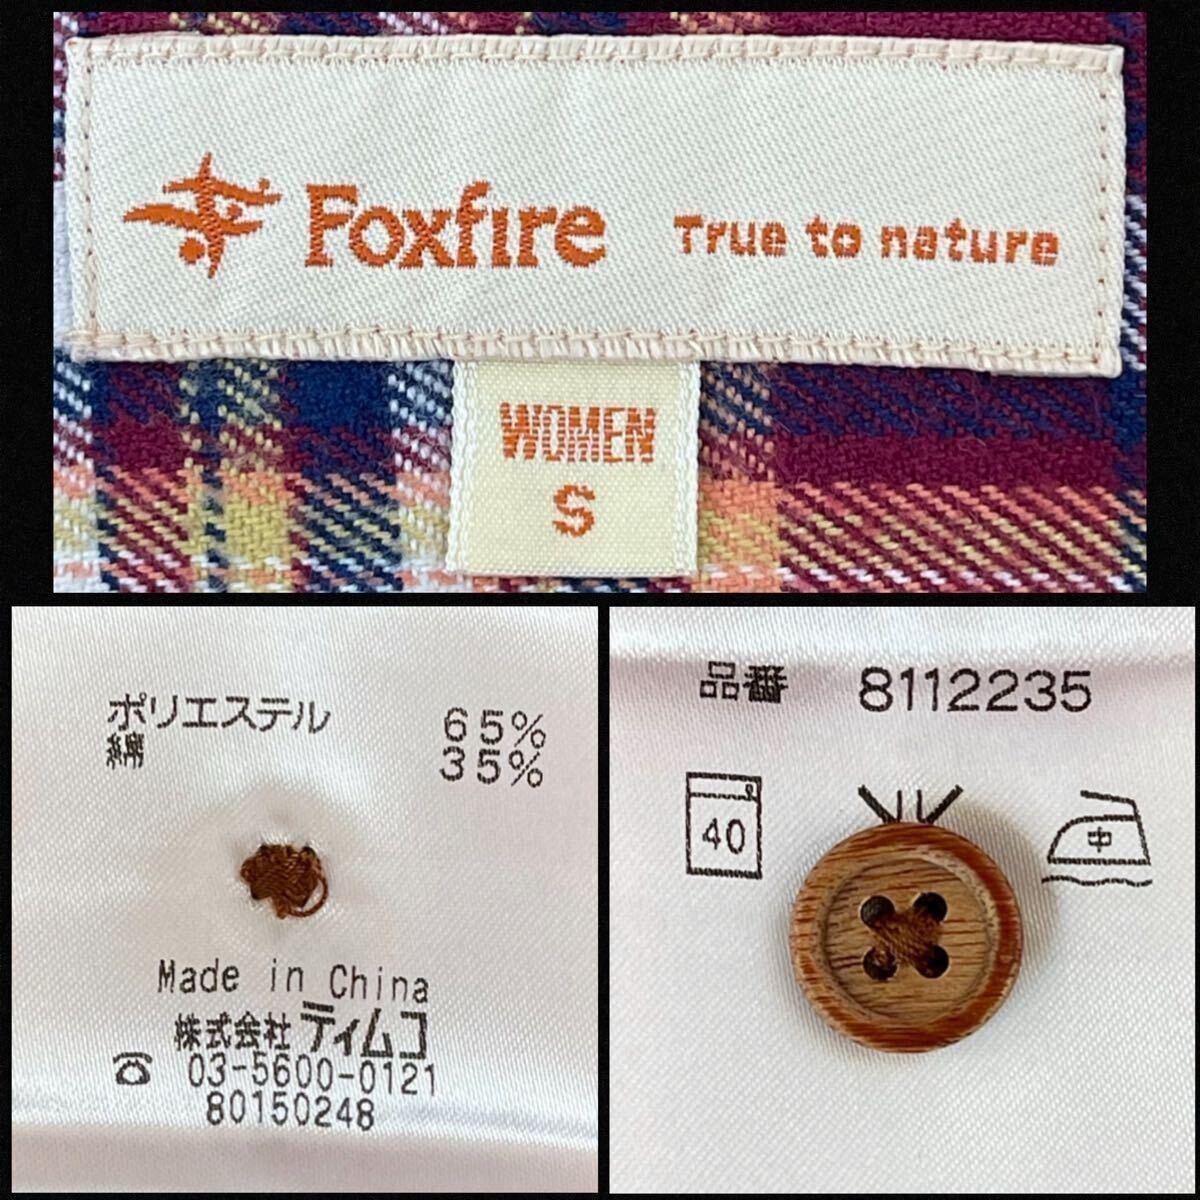 Foxfire True to nature
WOMEN
S
ポリエステル 65%
綿 35%
Made in China
株式会社 ティムコ
☎ 03-5600-0121
80150248
品番 8112235
40
中